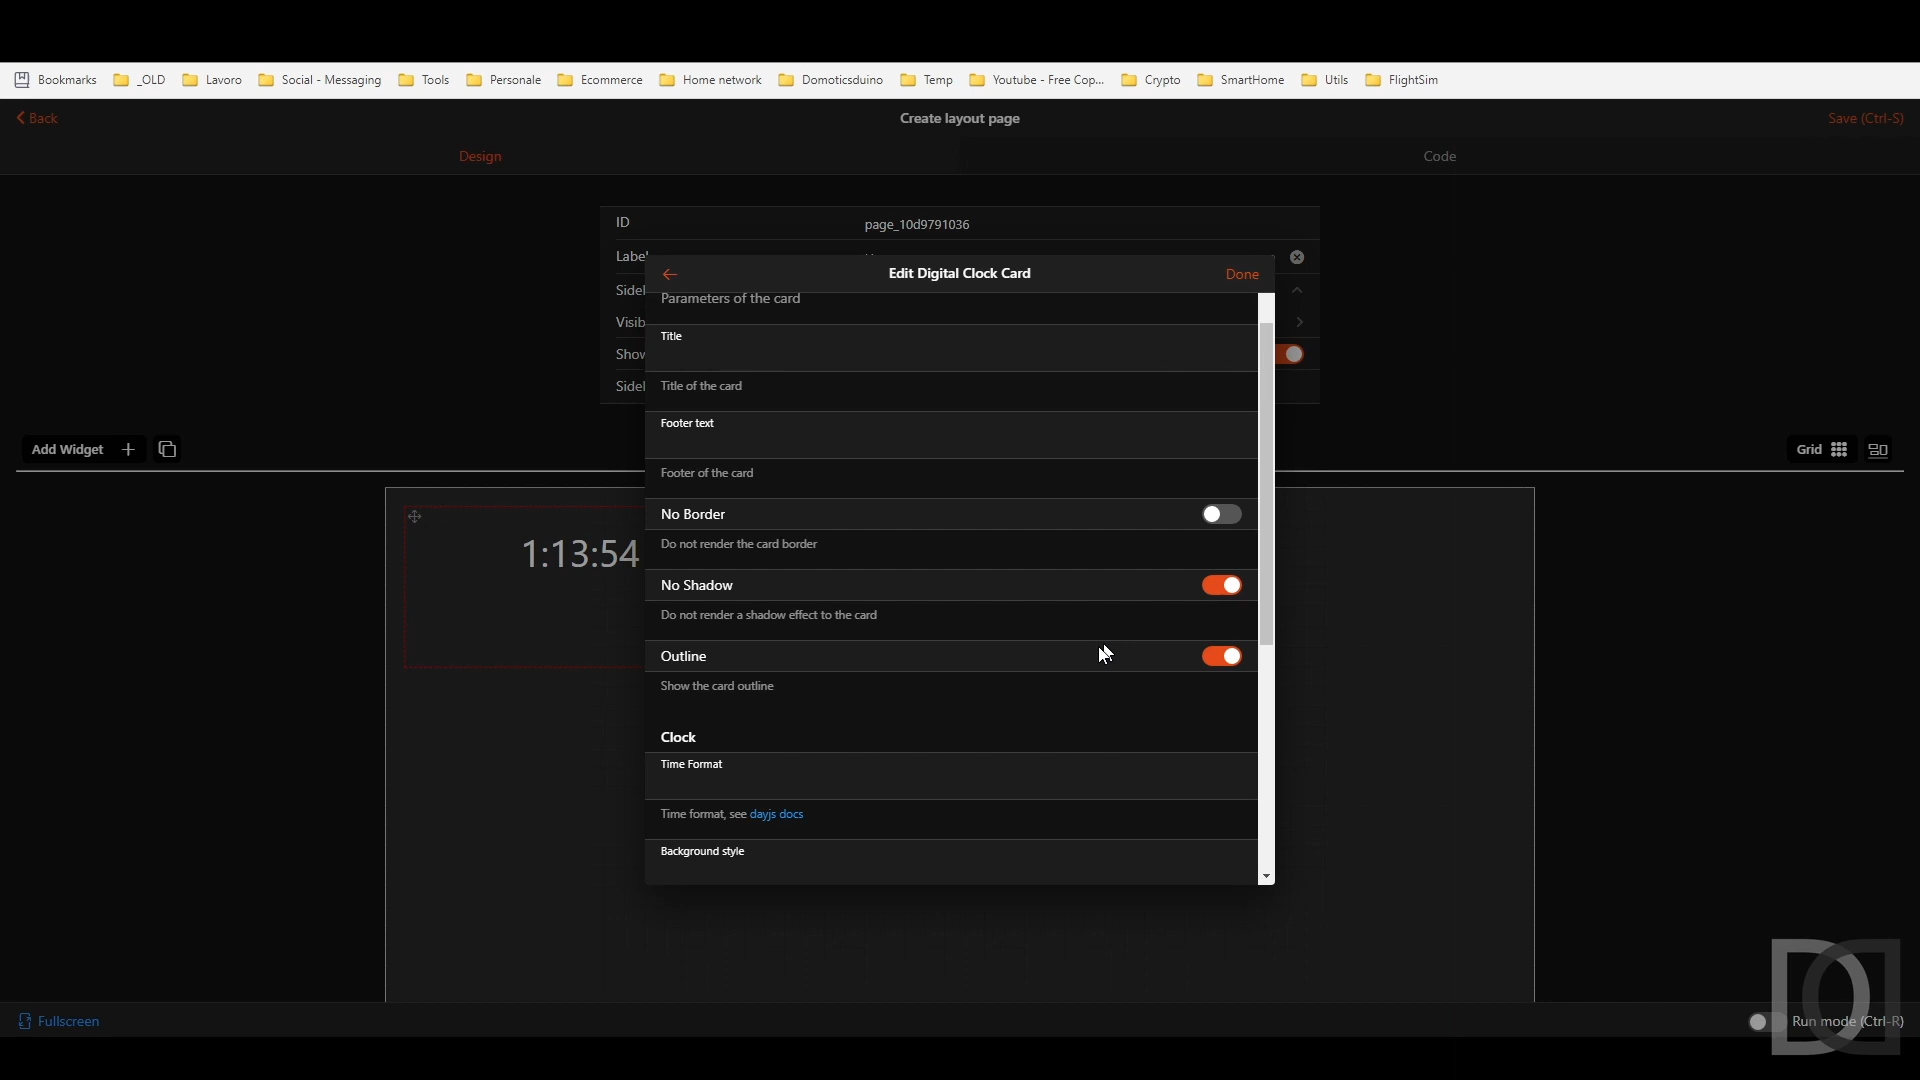 Bookmarks _OLD Lavoro Social - Messaging Tools Personale Ecommerce Home network Domoticsduino Temp Youtube - Free Cop... Crypto SmartHome Utils FlightSim
Back Create layout page Save (Ctrl-S)
Design Code
ID page_10d9791036
Label
Edit Digital Clock Card Done
Parameters of the card
Visib
Title
Show
Title of the card
Footer text
Add Widget Grid
Footer of the card
No Border
Do not render the card border
1:13:54
No Shadow
Do not render a shadow effect to the card
Outline
Show the card outline
Clock
Time Format
Time format, see dayjs docs
Background style
Fullscreen Run mode (Ctrl-R)